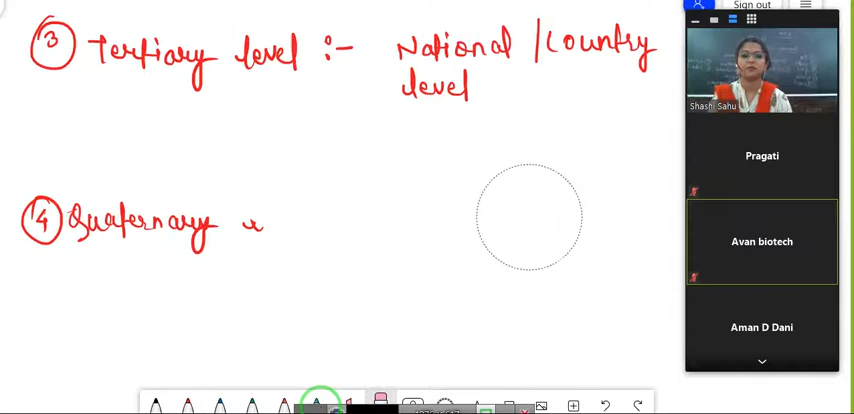 Sign out
③ Tertiary level :- National / Country
level
④ Quaternary
Shashi Sahu
Pragati
Avan biotech
Aman D Dani